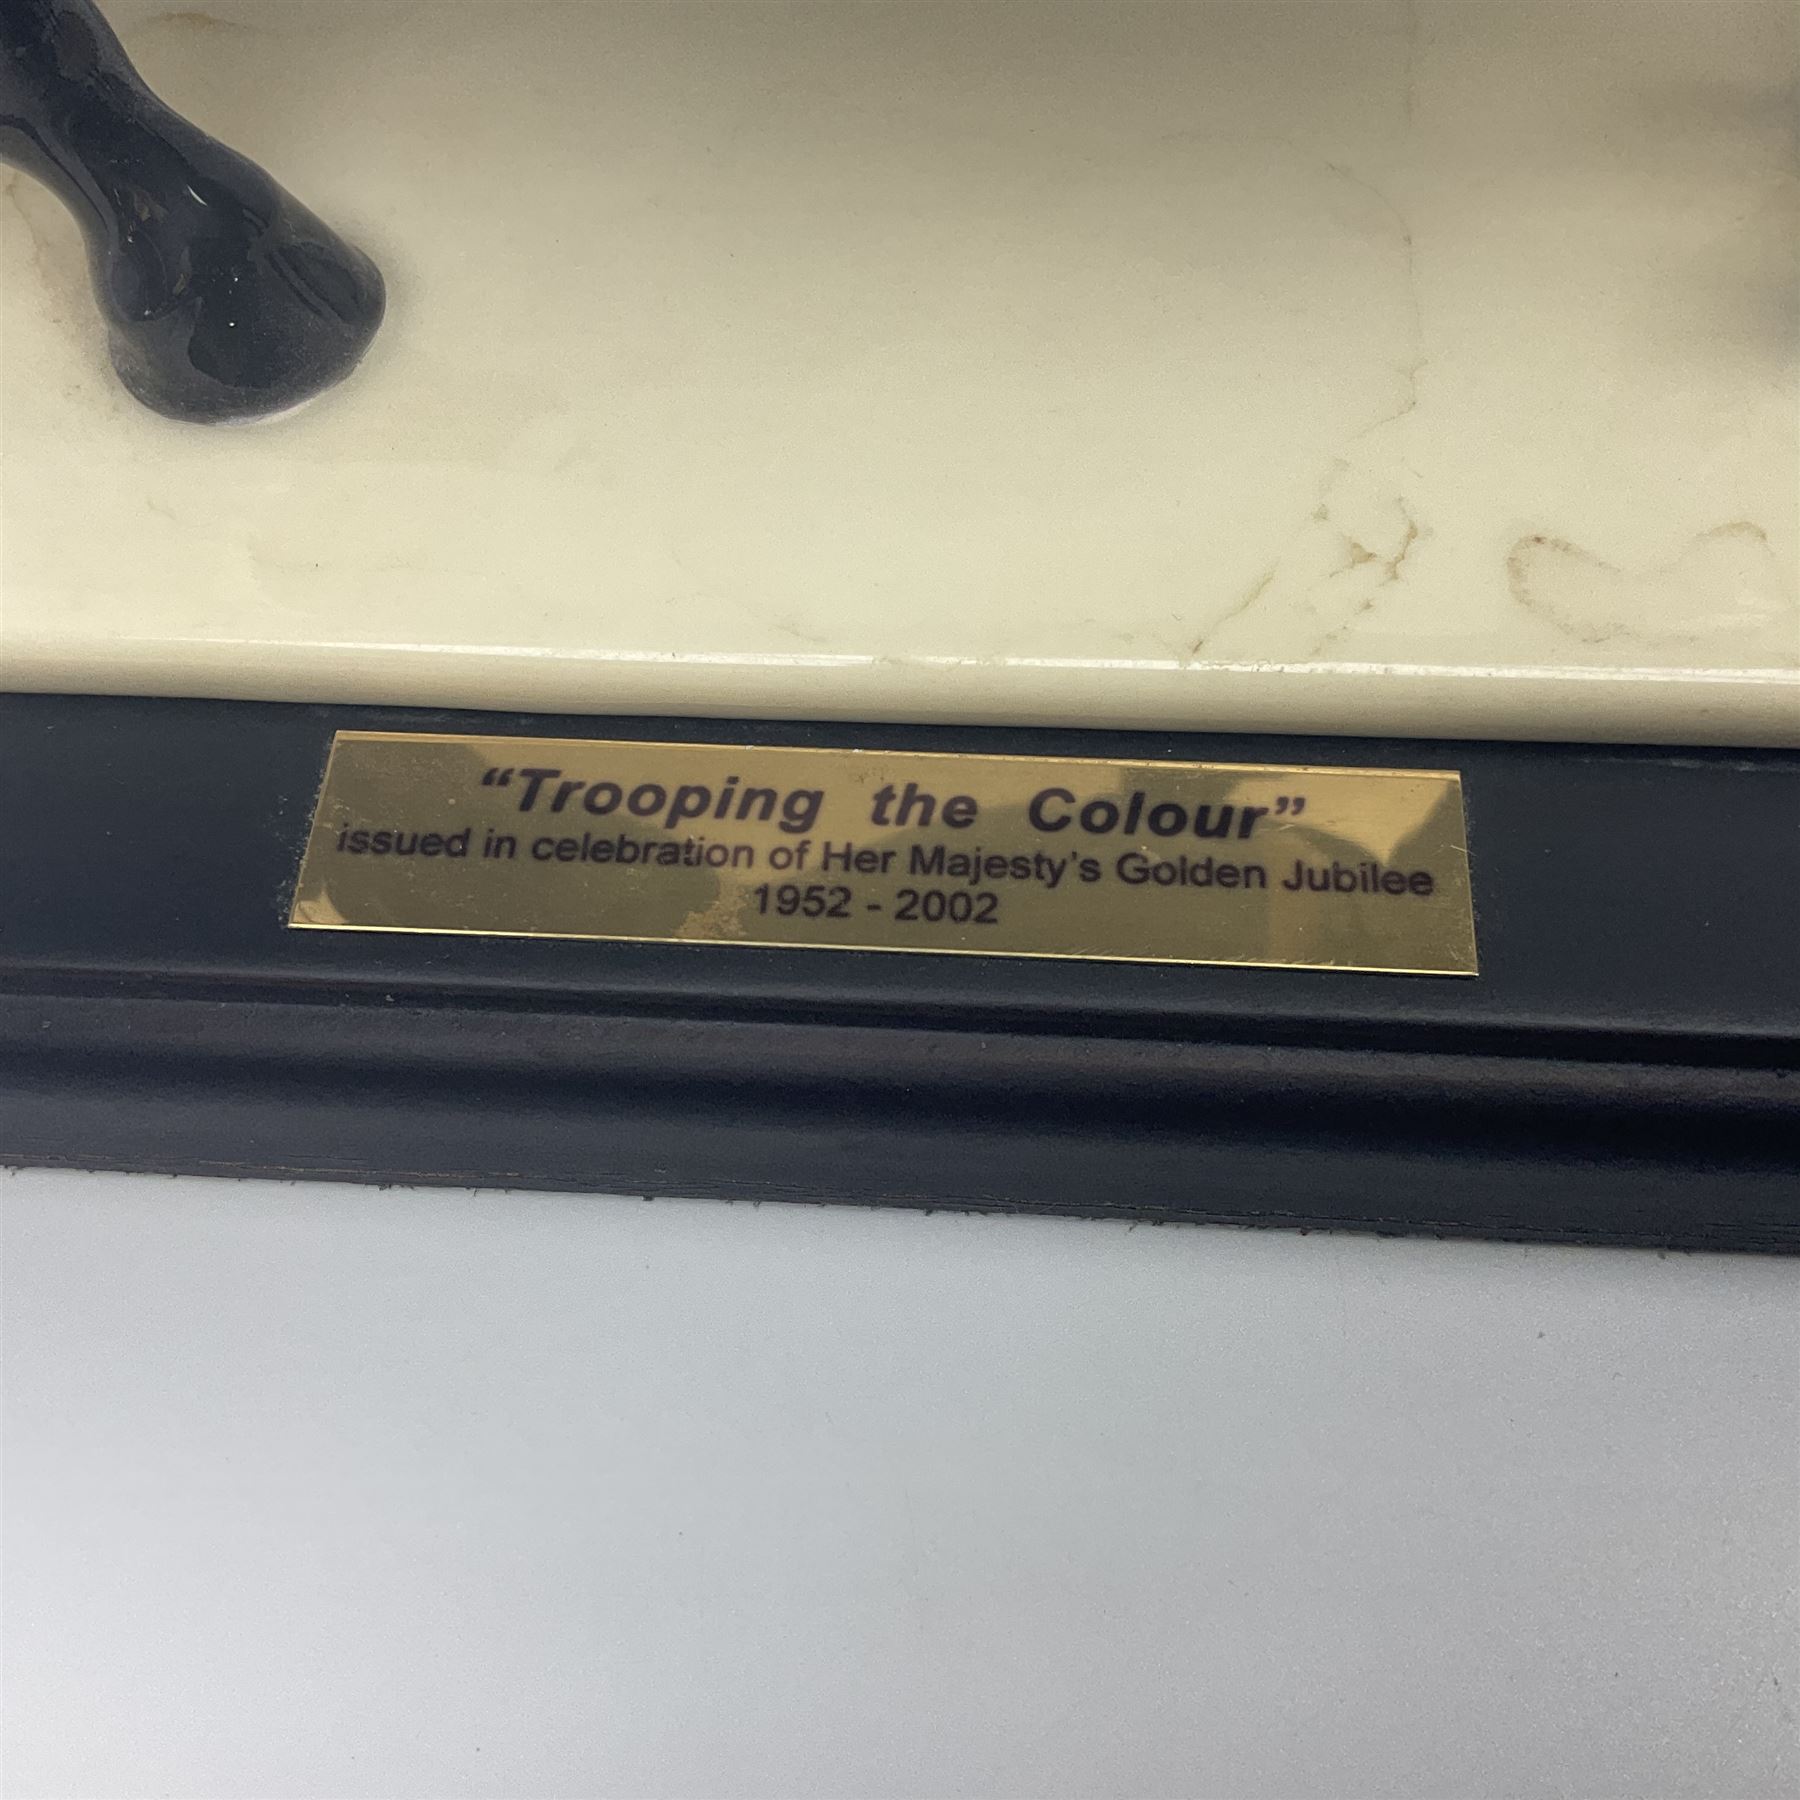 “Trooping the Colour”
issued in celebration of Her Majesty's Golden Jubilee
1952 - 2002